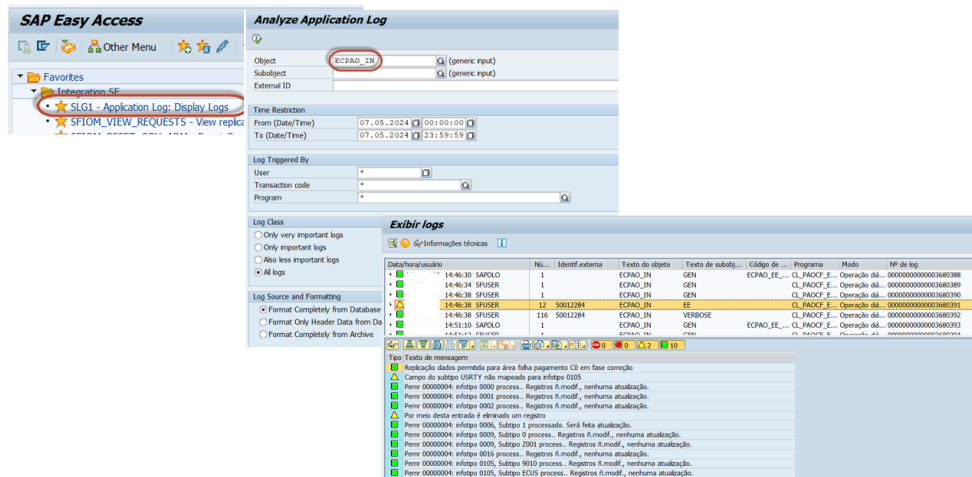 SAP Easy Access
Other Menu
Favorites
Integration SF
SLG1 - Application Log: Display Logs
SFIOM_VIEW_REQUESTS - View replica
Analyze Application Log
Object ECPAO_IN (generic input)
Subobject (generic input)
External ID
Time Restriction
From (Date/Time) 07.05.2024 00:00:00
To (Date/Time) 07.05.2024 23:59:59
Log Triggered By
User *
Transaction code *
Program *
Log Class
Only very important logs
Only important logs
Also less important logs
All logs
Log Source and Formatting
Format Completely from Database
Format Only Header Data from Da
Format Completely from Archive
Exibir logs
Informações técnicas
Data/hora/usuário Nú... Identif.externa Texto do objeto Texto de subobj... Código de ... Programa Modo Nº de log
14:46:30 SAPDLO 1 ECPAO_IN GEN ECPAO_EE_... CL_PAOCF_E... Operação diá... 00000000000003680388
14:46:34 SFUSER 1 ECPAO_IN GEN CL_PAOCF_E... Operação diá... 00000000000003680389
14:46:38 SFUSER 1 ECPAO_IN GEN CL_PAOCF_E... Operação diá... 00000000000003680390
14:46:38 SFUSER 12 50012284 ECPAO_IN EE CL_PAOCF_E... Operação diá... 00000000000003680391
14:46:38 SFUSER 116 50012284 ECPAO_IN VERBOSE CL_PAOCF_E... Operação diá... 00000000000003680392
14:51:10 SAPDLO 1 ECPAO_IN GEN ECPAO_EE_... CL_PAOCF_E... Operação diá... 00000000000003680393
0 0 2 10
Tipo Texto de mensagem
Replicação dados permitida para área folha pagamento C0 em fase correção
Campo do subtipo USRTY não mapeado para infotipo 0105
Pernr 00000004: infotipo 0000 process.. Registros ñ.modif., nenhuma atualização.
Pernr 00000004: infotipo 0001 process.. Registros ñ.modif., nenhuma atualização.
Pernr 00000004: infotipo 0002 process.. Registros ñ.modif., nenhuma atualização.
Por meio desta entrada é eliminado um registro
Pernr 00000004: infotipo 0006, Subtipo 1 processado. Será feita atualização.
Pernr 00000004: infotipo 0009, Subtipo 0 process.. Registros ñ.modif., nenhuma atualização.
Pernr 00000004: infotipo 0009, Subtipo Z001 process.. Registros ñ.modif., nenhuma atualização.
Pernr 00000004: infotipo 0016 process.. Registros ñ.modif., nenhuma atualização.
Pernr 00000004: infotipo 0105, Subtipo 9010 process.. Registros ñ.modif., nenhuma atualização.
Pernr 00000004: infotipo 0105, Subtipo ECUS process.. Registros ñ.modif., nenhuma atualização.